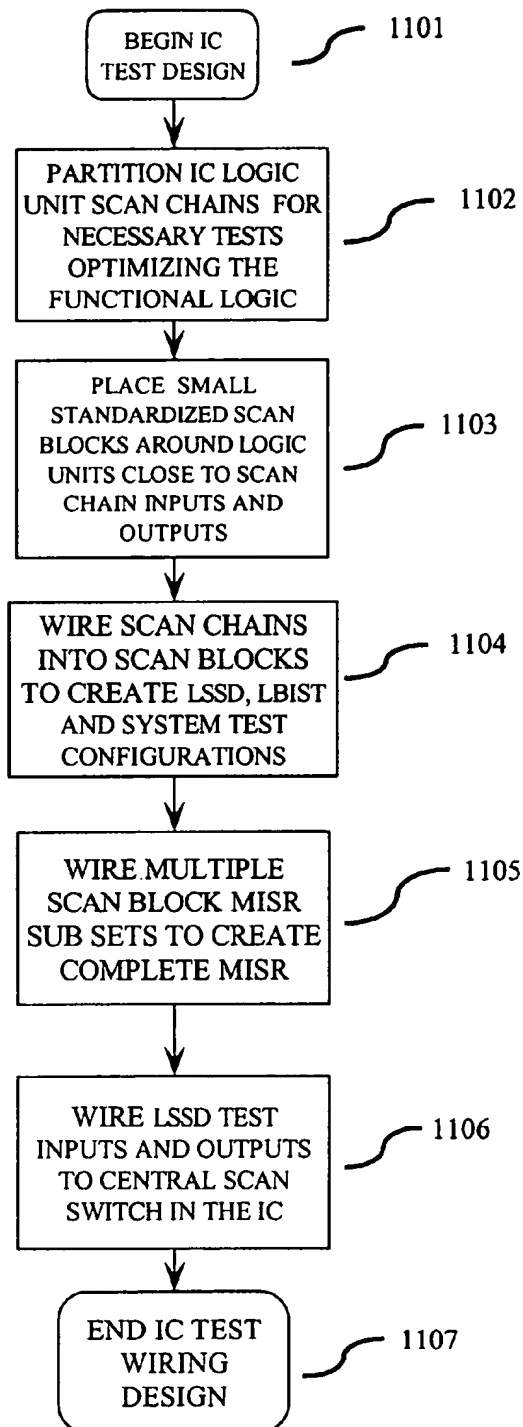 BEGIN IC
TEST DESIGN
1101
PARTITION IC LOGIC
UNIT SCAN CHAINS FOR
NECESSARY TESTS
OPTIMIZING THE
FUNCTIONAL LOGIC
1102
PLACE SMALL
STANDARDIZED SCAN
BLOCKS AROUND LOGIC
UNITS CLOSE TO SCAN
CHAIN INPUTS AND
OUTPUTS
1103
WIRE SCAN CHAINS
INTO SCAN BLOCKS
TO CREATE LSSD, LBIST
AND SYSTEM TEST
CONFIGURATIONS
1104
WIRE MULTIPLE
SCAN BLOCK MISR
SUB SETS TO CREATE
COMPLETE MISR
1105
WIRE LSSD TEST
INPUTS AND OUTPUTS
TO CENTRAL SCAN
SWITCH IN THE IC
1106
END IC TEST
WIRING
DESIGN
1107